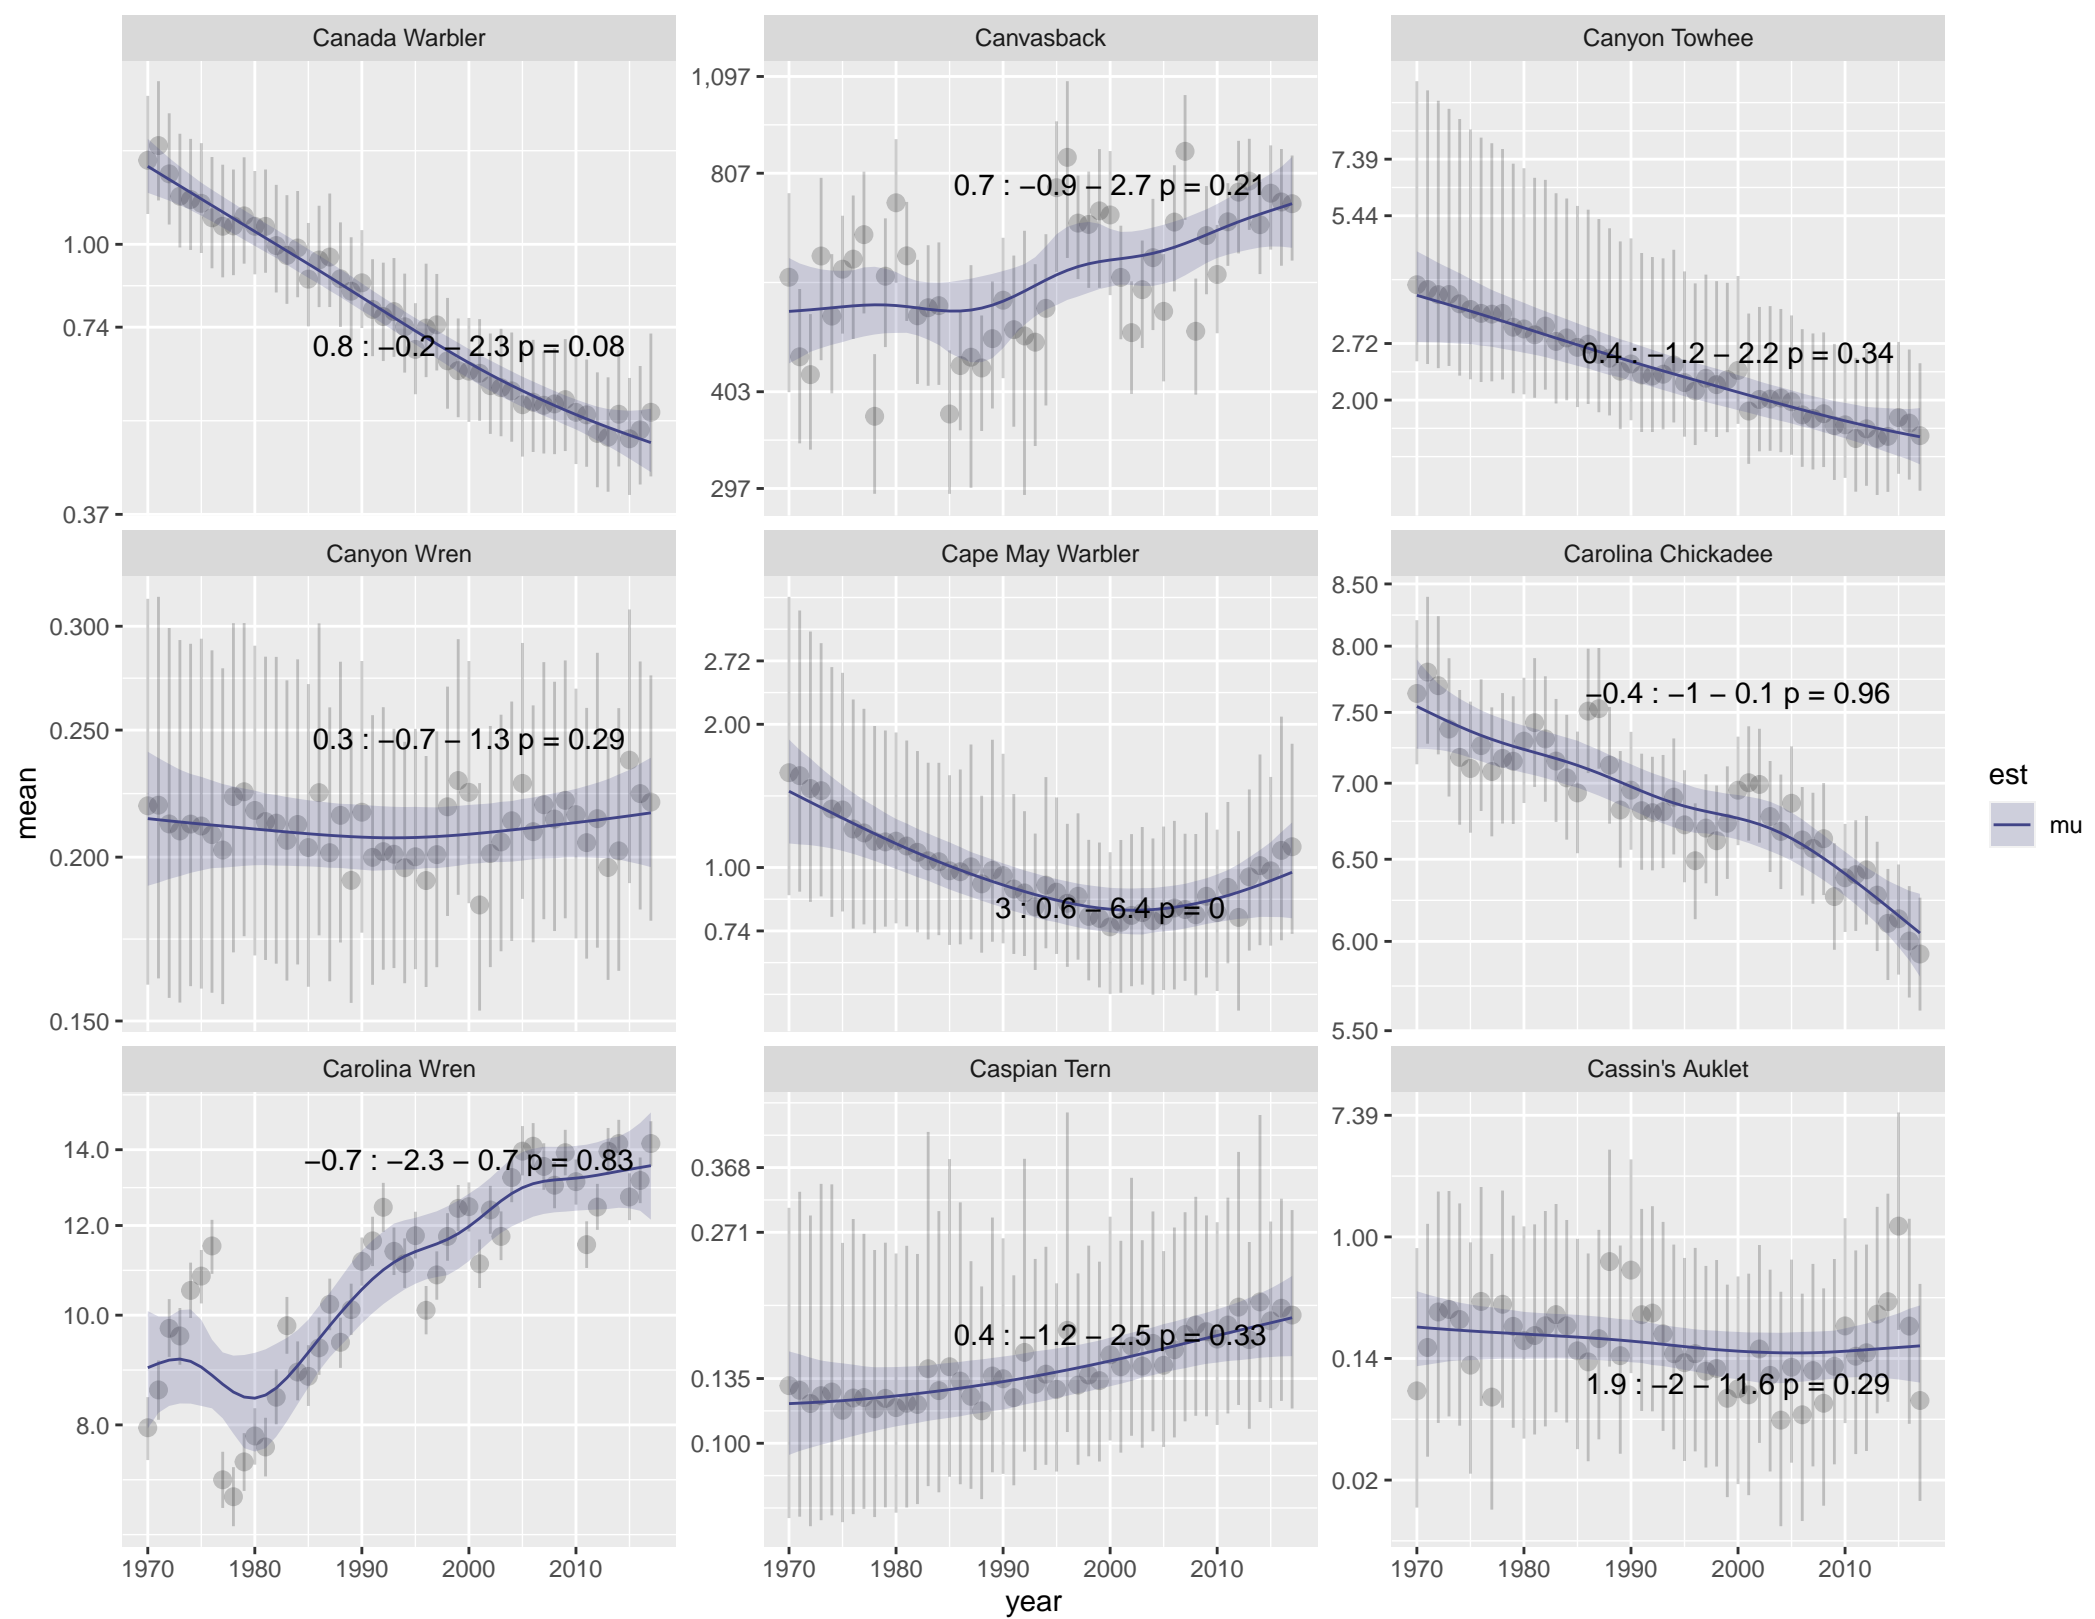 Canada Warbler
Canvasback
Canyon Towhee
1.00
0.74
0.37
0.8 : −0.2 − 2.3 p = 0.08
1,097
807
403
297
0.7 : −0.9 − 2.7 p = 0.21
7.39
5.44
2.72
2.00
0.4 : −1.2 − 2.2 p = 0.34
Canyon Wren
Cape May Warbler
Carolina Chickadee
0.300
0.250
0.200
0.150
0.3 : −0.7 − 1.3 p = 0.29
2.72
2.00
1.00
0.74
3 : 0.6 − 6.4 p = 0
8.50
8.00
7.50
7.00
6.50
6.00
5.50
−0.4 : −1 − 0.1 p = 0.96
mean
est
mu
Carolina Wren
Caspian Tern
Cassin's Auklet
14.0
12.0
10.0
8.0
−0.7 : −2.3 − 0.7 p = 0.83
0.368
0.271
0.135
0.100
0.4 : −1.2 − 2.5 p = 0.33
7.39
1.00
0.14
0.02
1.9 : −2 − 11.6 p = 0.29
1970 1980 1990 2000 2010
1970 1980 1990 2000 2010
1970 1980 1990 2000 2010
year